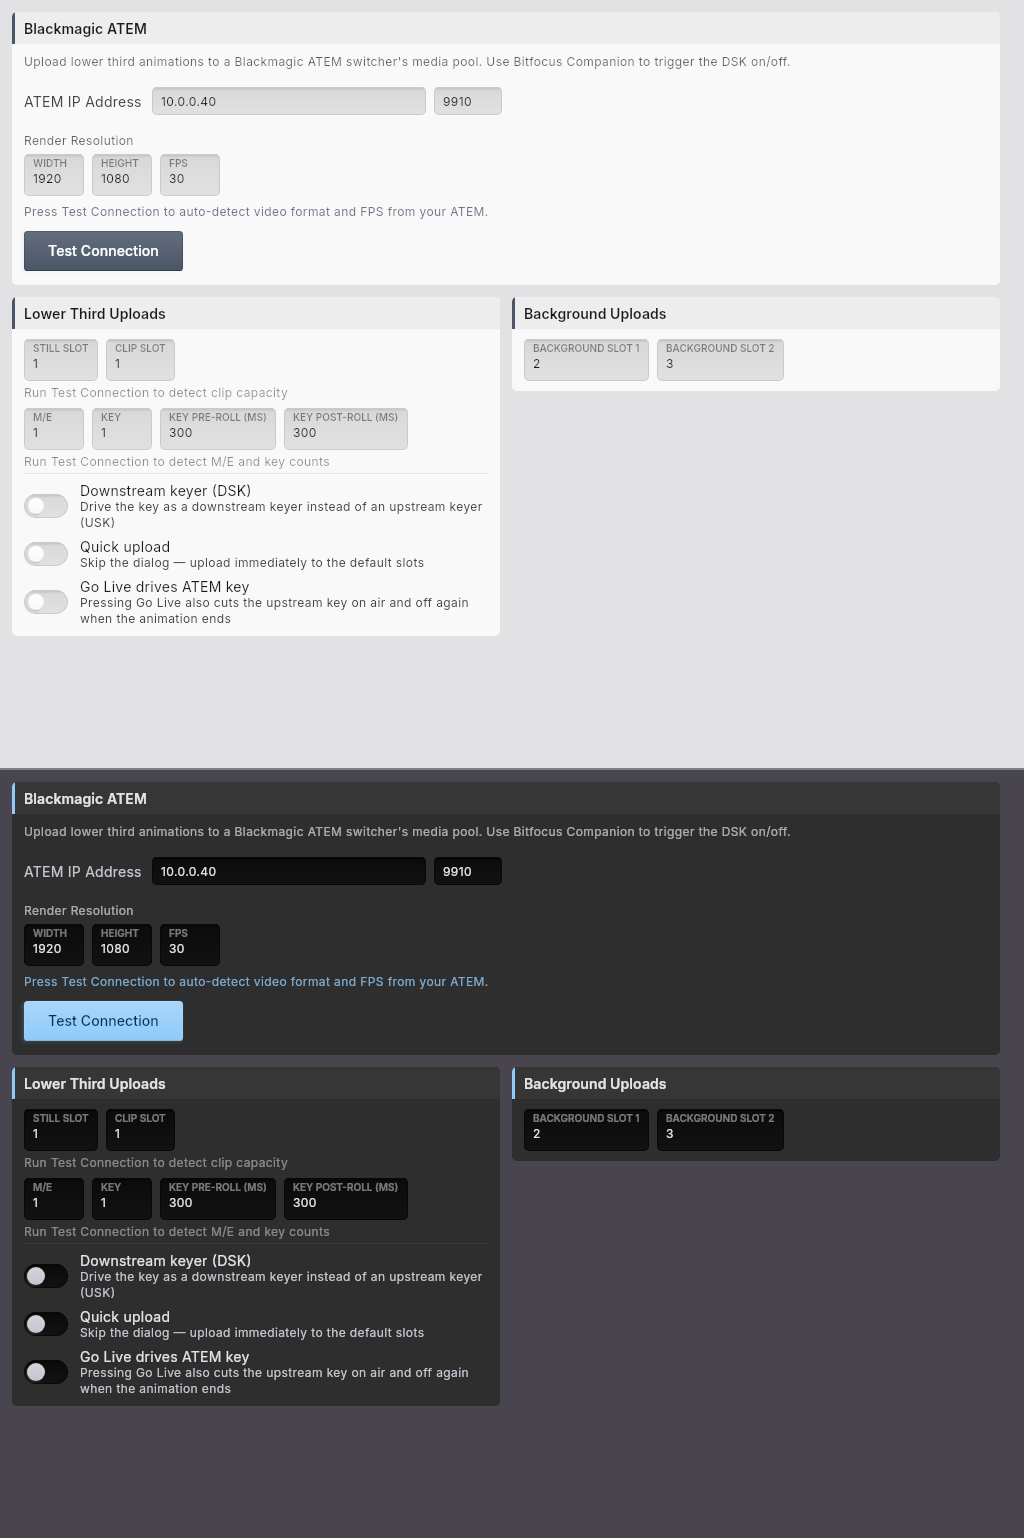 Blackmagic ATEM
Upload lower third animations to a Blackmagic ATEM switcher's media pool. Use Bitfocus Companion to trigger the DSK on/off.
ATEM IP Address 10.0.0.40 9910
Render Resolution
WIDTH HEIGHT FPS
1920 1080 30
Press Test Connection to auto-detect video format and FPS from your ATEM.
Test Connection
Lower Third Uploads
STILL SLOT CLIP SLOT
1 1
Run Test Connection to detect clip capacity
M/E KEY KEY PRE-ROLL (MS) KEY POST-ROLL (MS)
1 1 300 300
Run Test Connection to detect M/E and key counts
Downstream keyer (DSK)
Drive the key as a downstream keyer instead of an upstream keyer
(USK)
Quick upload
Skip the dialog — upload immediately to the default slots
Go Live drives ATEM key
Pressing Go Live also cuts the upstream key on air and off again
when the animation ends
Background Uploads
BACKGROUND SLOT 1 BACKGROUND SLOT 2
2 3
Blackmagic ATEM
Upload lower third animations to a Blackmagic ATEM switcher's media pool. Use Bitfocus Companion to trigger the DSK on/off.
ATEM IP Address 10.0.0.40 9910
Render Resolution
WIDTH HEIGHT FPS
1920 1080 30
Press Test Connection to auto-detect video format and FPS from your ATEM.
Test Connection
Lower Third Uploads
STILL SLOT CLIP SLOT
1 1
Run Test Connection to detect clip capacity
M/E KEY KEY PRE-ROLL (MS) KEY POST-ROLL (MS)
1 1 300 300
Run Test Connection to detect M/E and key counts
Downstream keyer (DSK)
Drive the key as a downstream keyer instead of an upstream keyer
(USK)
Quick upload
Skip the dialog — upload immediately to the default slots
Go Live drives ATEM key
Pressing Go Live also cuts the upstream key on air and off again
when the animation ends
Background Uploads
BACKGROUND SLOT 1 BACKGROUND SLOT 2
2 3